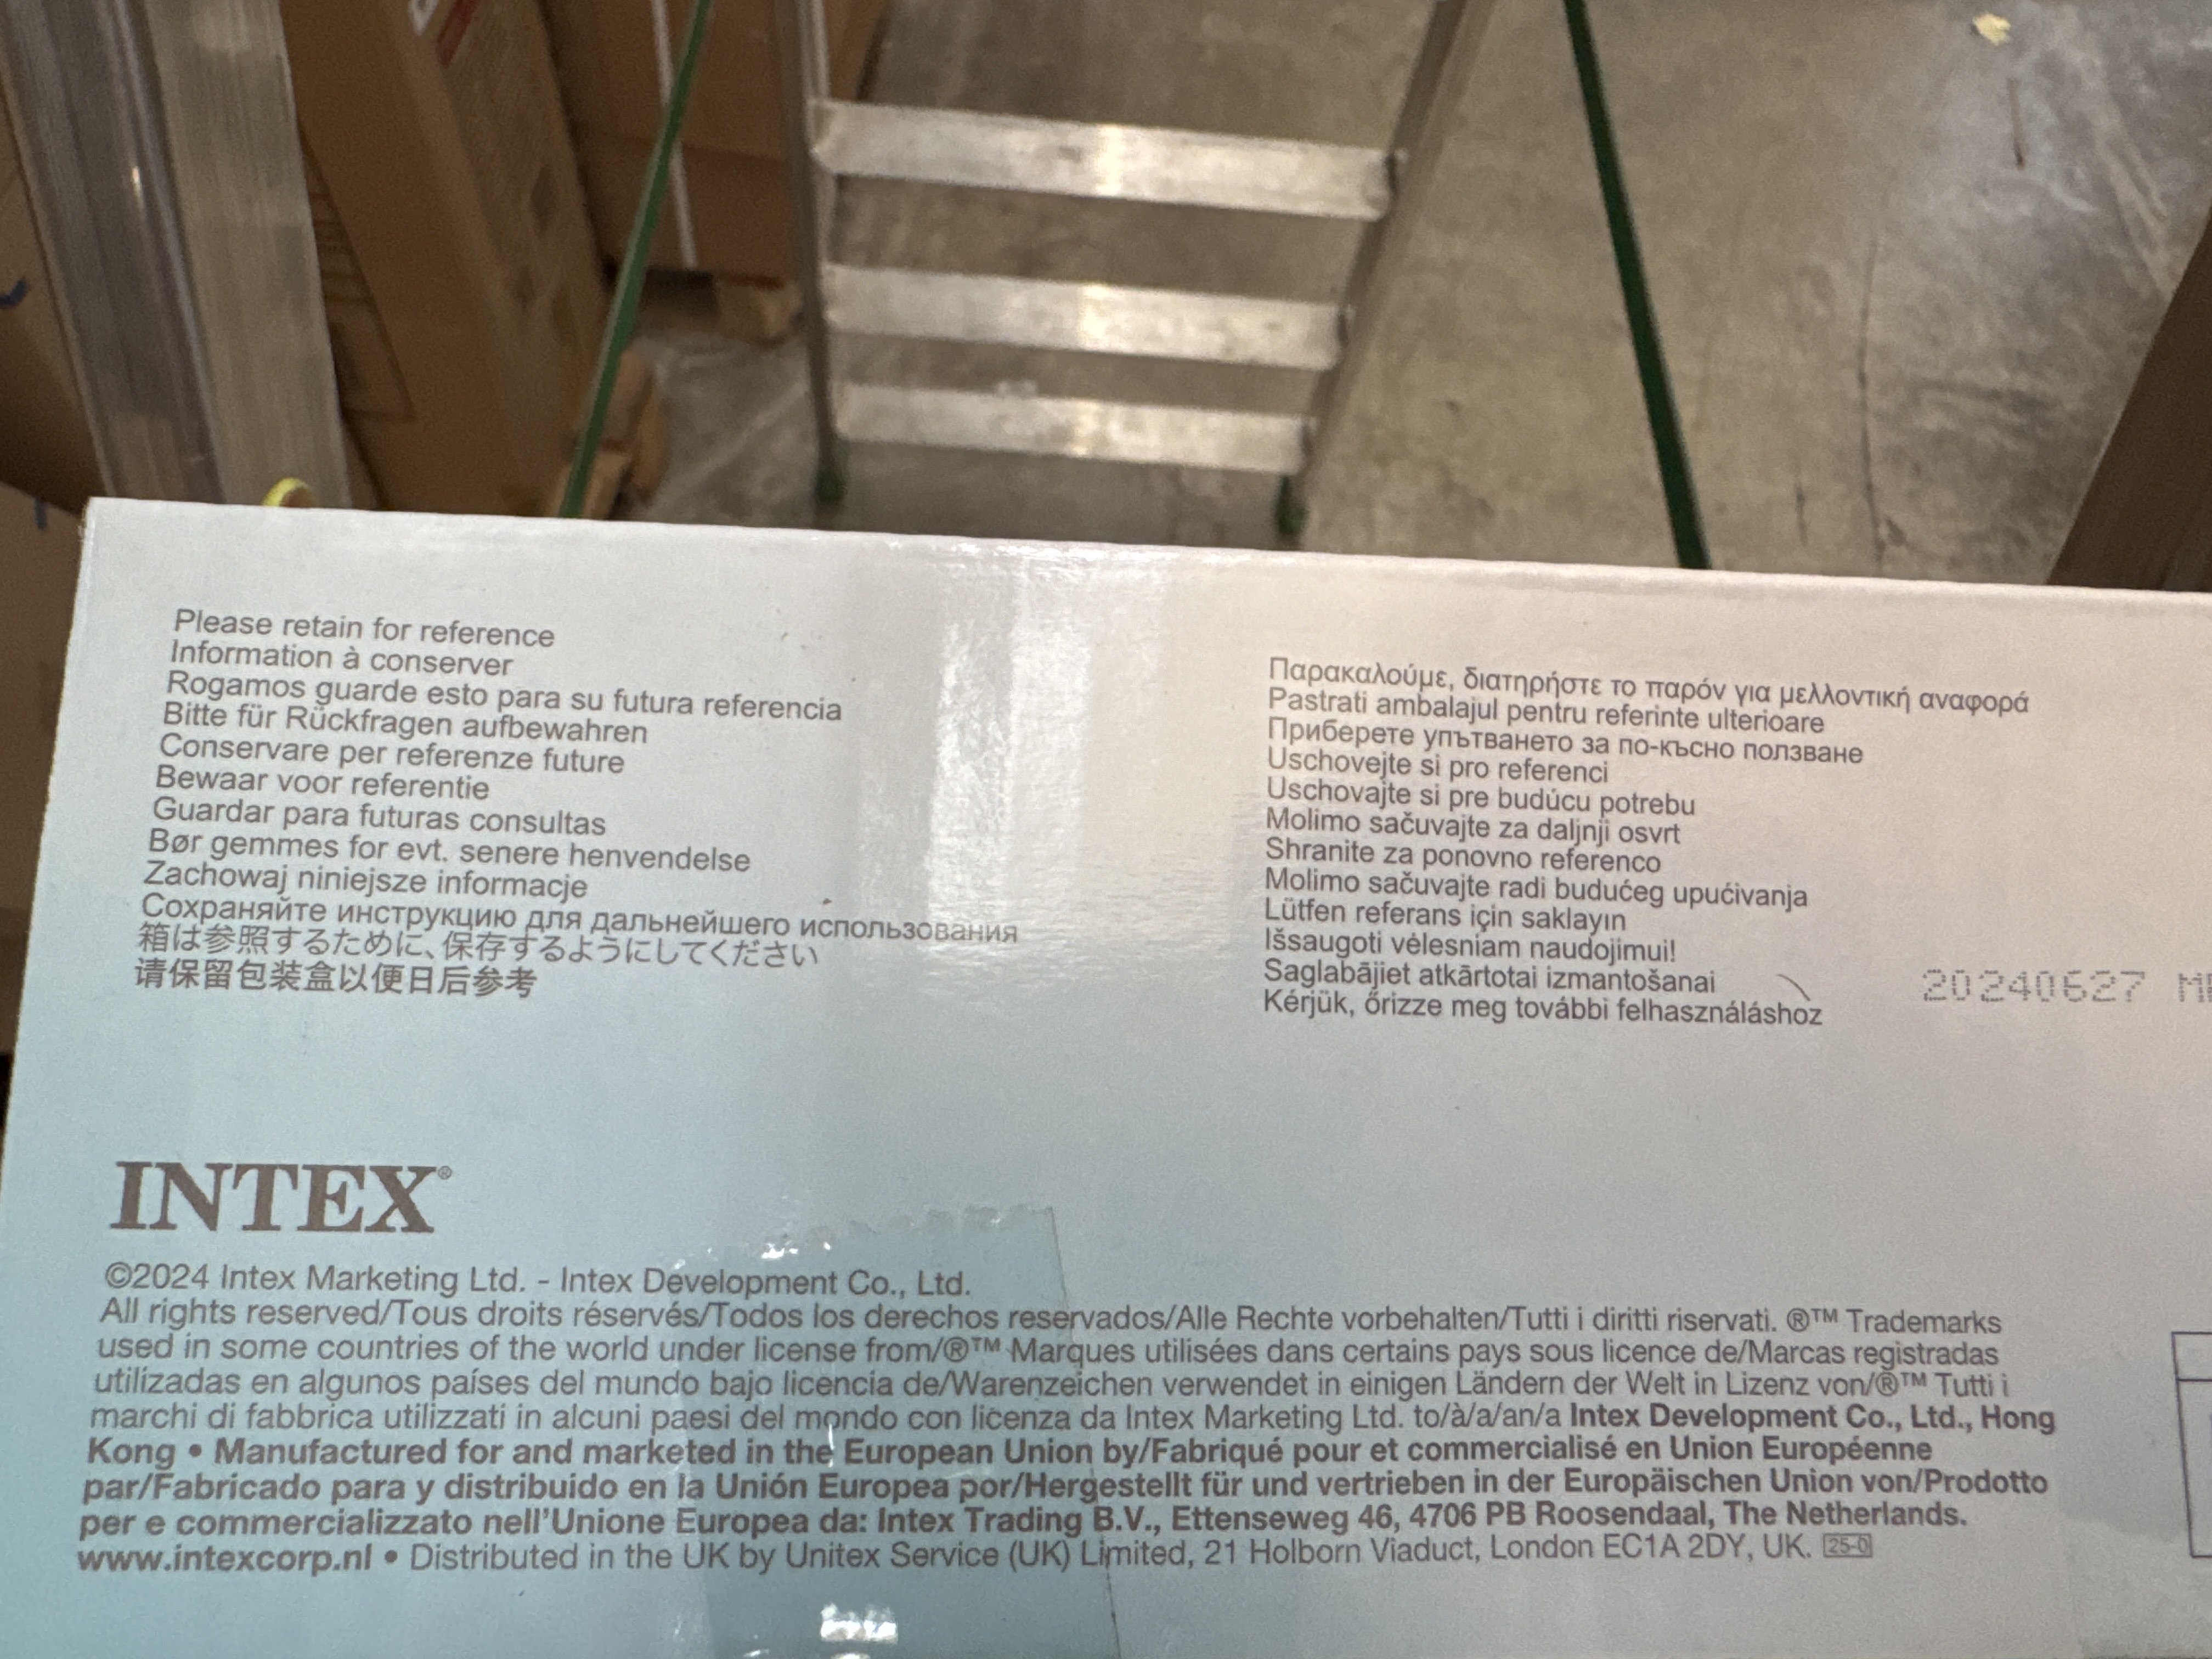 Please retain for reference
Information à conserver
Rogamos guarde esto para su futura referencia
Bitte für Rückfragen aufbewahren
Conservare per referenze future
Bewaar voor referentie
Guardar para futuras consultas
Bør gemmes for evt. senere henvendelse
Zachowaj niniejsze informacje
Сохраняйте инструкцию для дальнейшего использования
箱は参照するために、保存するようにしてください
请保留包装盒以便日后参考
Παρακαλούμε, διατηρήστε το παρόν για μελλοντική αναφορά
Pastrati ambalajul pentru referinte ulterioare
Приберете упътването за по-късно ползване
Uschovejte si pro referenci
Uschovajte si pre budúcu potrebu
Molimo sačuvajte za daljnji osvrt
Shranite za ponovno referenco
Molimo sačuvajte radi budućeg upućivanja
Lütfen referans için saklayın
Išsaugoti vėlesniam naudojimui!
Saglabājiet atkārtotai izmantošanai
Kérjük, őrizze meg további felhasználáshoz
20240627
INTEX®
©2024 Intex Marketing Ltd. - Intex Development Co., Ltd.
All rights reserved/Tous droits réservés/Todos los derechos reservados/Alle Rechte vorbehalten/Tutti i diritti riservati. ®™ Trademarks
used in some countries of the world under license from/®™ Marques utilisées dans certains pays sous licence de/Marcas registradas
utilizadas en algunos países del mundo bajo licencia de/Warenzeichen verwendet in einigen Ländern der Welt in Lizenz von/®™ Tutti i
marchi di fabbrica utilizzati in alcuni paesi del mondo con licenza da Intex Marketing Ltd. to/à/a/an/a Intex Development Co., Ltd., Hong
Kong • Manufactured for and marketed in the European Union by/Fabriqué pour et commercialisé en Union Européenne
par/Fabricado para y distribuido en la Unión Europea por/Hergestellt für und vertrieben in der Europäischen Union von/Prodotto
per e commercializzato nell'Unione Europea da: Intex Trading B.V., Ettenseweg 46, 4706 PB Roosendaal, The Netherlands.
www.intexcorp.nl • Distributed in the UK by Unitex Service (UK) Limited, 21 Holborn Viaduct, London EC1A 2DY, UK. 25-0